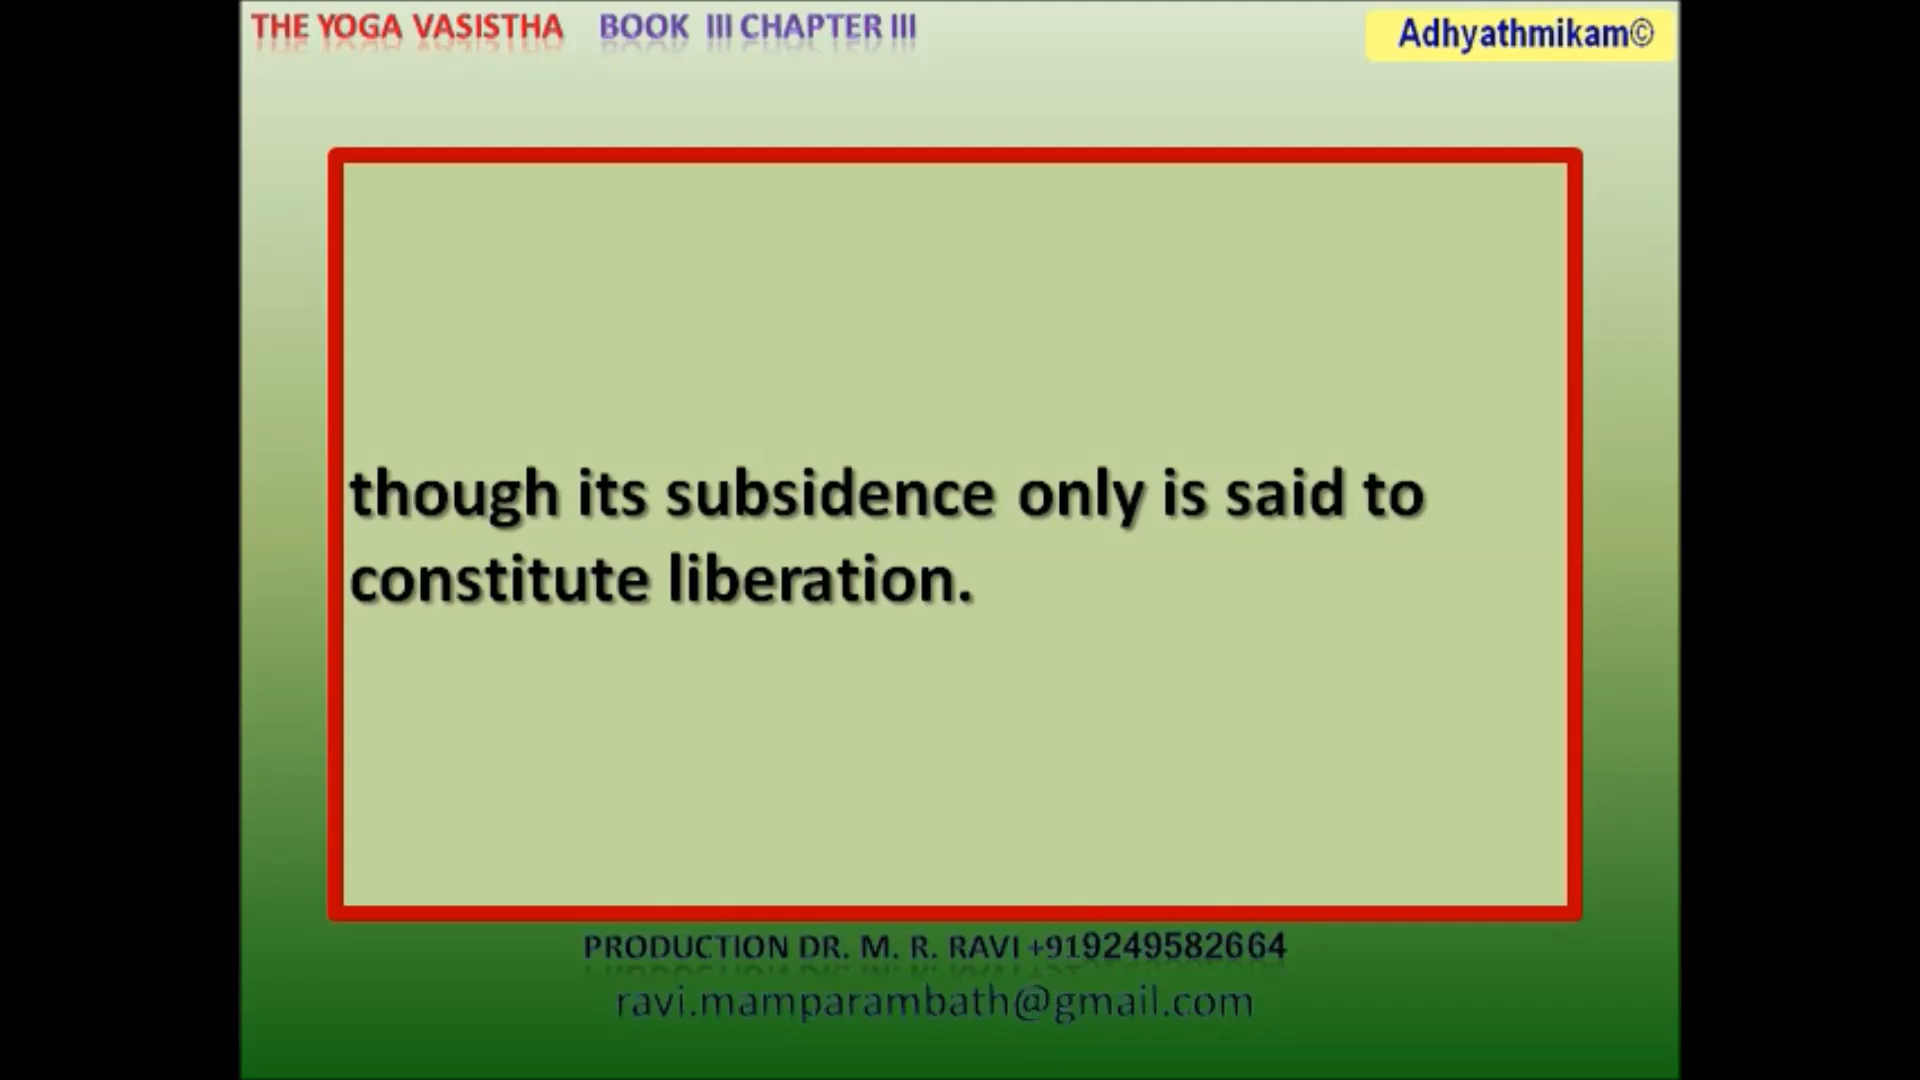 THE YOGA VASISTHA BOOK III CHAPTER III
Adhyathmikam©
though its subsidence only is said to
constitute liberation.
PRODUCTION DR. M. R. RAVI +919249582664
ravi.mamparambath@gmail.com